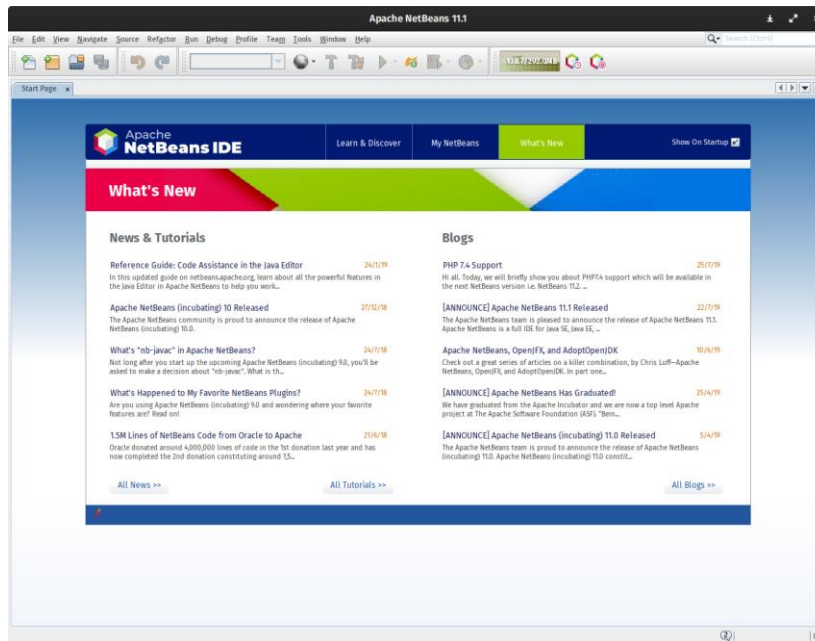 Apache NetBeans 11.1
File Edit View Navigate Source Refactor Run Debug Profile Team Tools Window Help
Search (Ctrl+I)
138.7/292.0MB
Start Page
Apache
NetBeans IDE
Learn & Discover
My NetBeans
What's New
Show On Startup
What's New
News & Tutorials
Reference Guide: Code Assistance in the Java Editor 24/1/19
In this updated guide on netbeans.apache.org, learn about all the powerful features in
the Java Editor in Apache NetBeans to help you work...
Apache NetBeans (incubating) 10 Released 27/12/18
The Apache NetBeans community is proud to announce the release of Apache
NetBeans (incubating) 10.0.
What's "nb-javac" in Apache NetBeans? 24/7/18
Not long after you start up the upcoming Apache NetBeans (incubating) 9.0, you'll be
asked to make a decision about "nb-javac". What is th...
What's Happened to My Favorite NetBeans Plugins? 24/7/18
Are you using Apache NetBeans (incubating) 9.0 and wondering where your favorite
features are? Read on!
1.5M Lines of NetBeans Code from Oracle to Apache 21/6/18
Oracle donated around 4,000,000 lines of code in the 1st donation last year and has
now completed the 2nd donation constituting around 1,5...
All News >>
All Tutorials >>
Blogs
PHP 7.4 Support 25/7/19
Hi all. Today, we will briefly show you about PHP7.4 support which will be available in
the next NetBeans version i.e. NetBeans 11.2. ...
[ANNOUNCE] Apache NetBeans 11.1 Released 22/7/19
The Apache NetBeans team is pleased to announce the release of Apache NetBeans 11.1.
Apache NetBeans is a full IDE for Java SE, Java EE, ...
Apache NetBeans, OpenJFX, and AdoptOpenJDK 10/6/19
Check out a great series of articles on a killer combination, by Chris Luff—Apache
NetBeans, OpenJFX, and AdoptOpenJDK. In part one...
[ANNOUNCE] Apache NetBeans Has Graduated! 25/4/19
We have graduated from the Apache Incubator and we are now a top level Apache
project at The Apache Software Foundation (ASF). "Bein...
[ANNOUNCE] Apache NetBeans (incubating) 11.0 Released 5/4/19
The Apache NetBeans team is proud to announce the release of Apache NetBeans
(incubating) 11.0. Apache NetBeans (incubating) 11.0 constit...
All Blogs >>
2